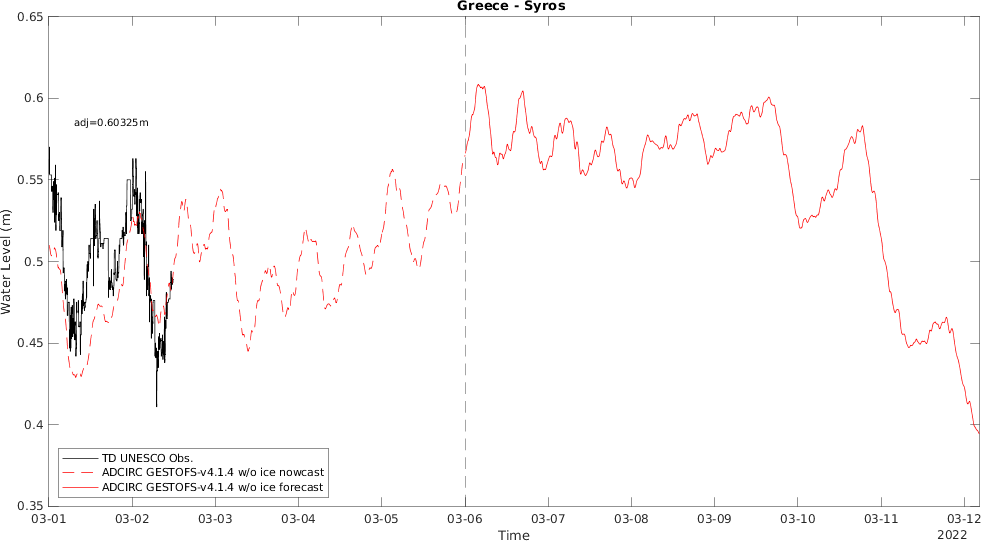 Greece - Syros
0.65
0.6
0.55
0.5
0.45
0.4
0.35
Water Level (m)
adj=0.60325m
TD UNESCO Obs.
ADCIRC GESTOFS-v4.1.4 w/o ice nowcast
ADCIRC GESTOFS-v4.1.4 w/o ice forecast
03-01 03-02 03-03 03-04 03-05 03-06 03-07 03-08 03-09 03-10 03-11 03-12
Time
2022